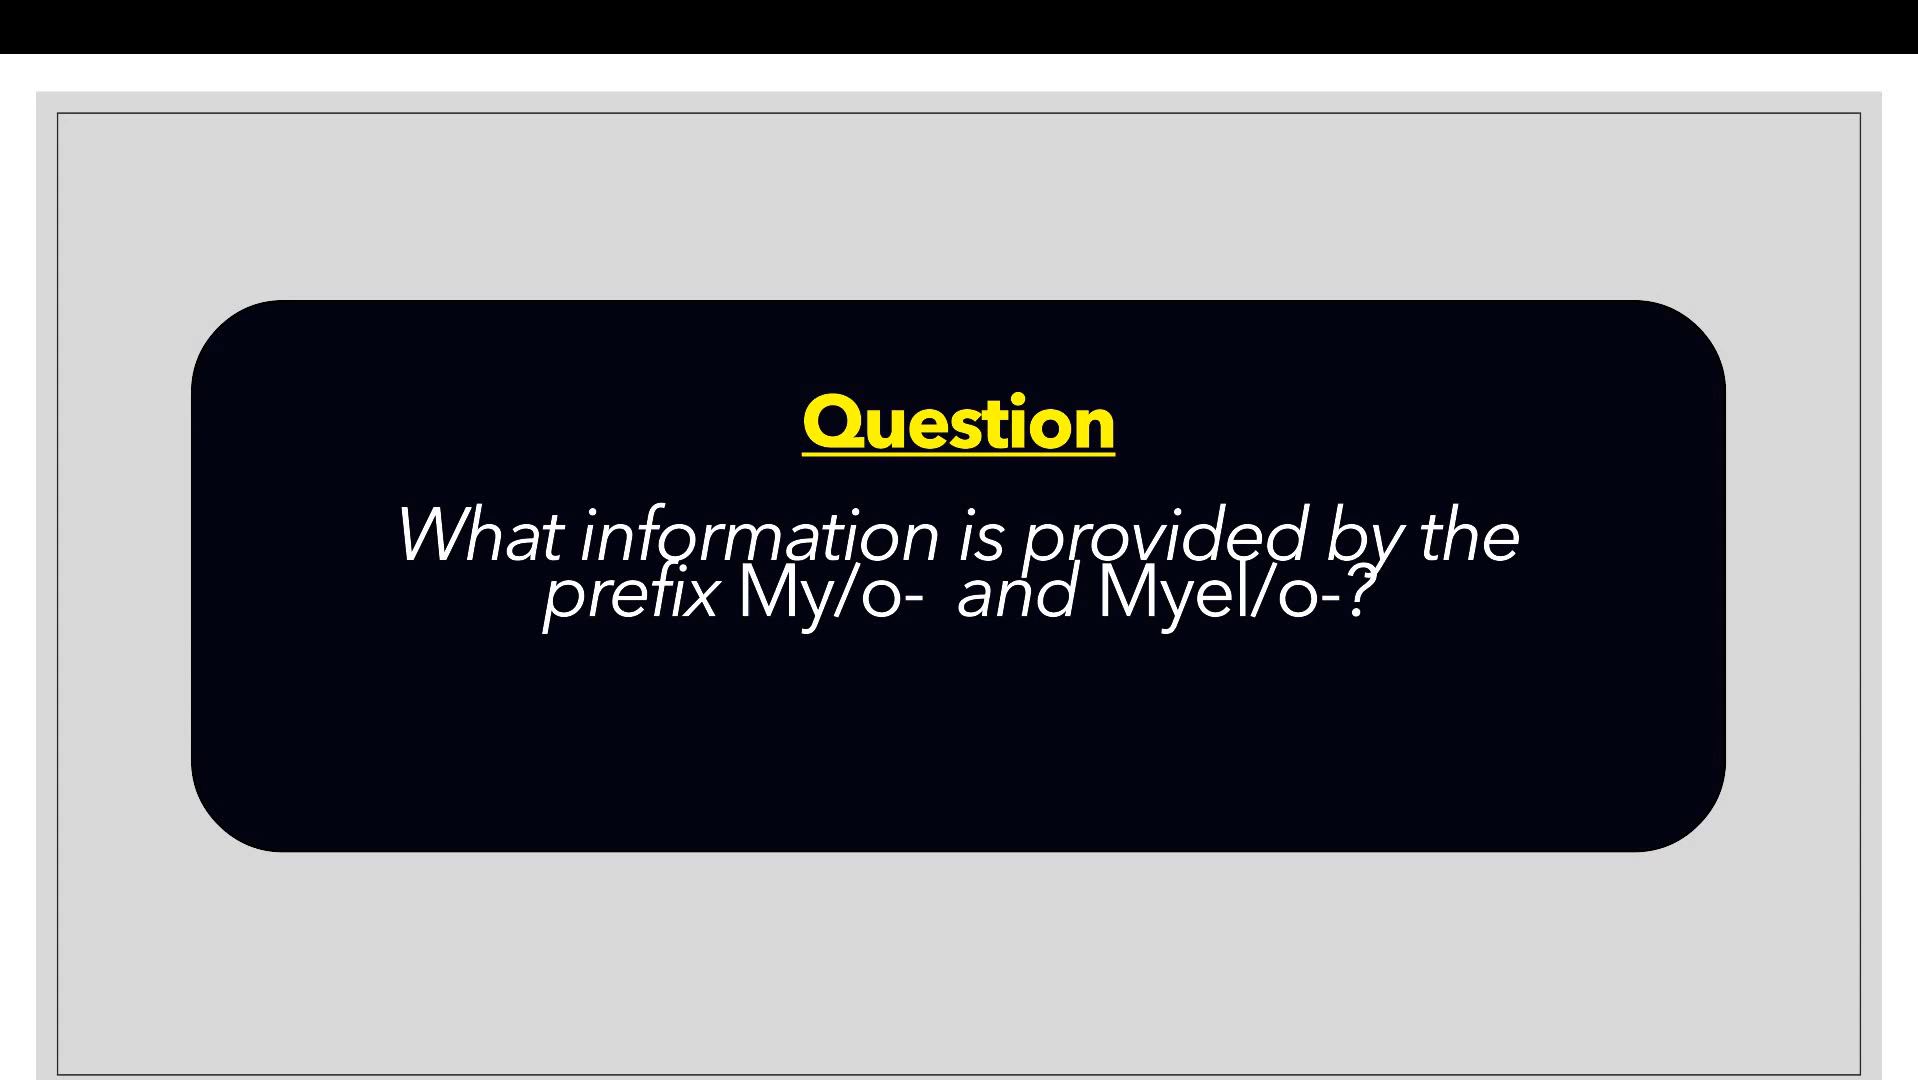 Question
What information is provided by the
prefix My/o-  and Myel/o-?